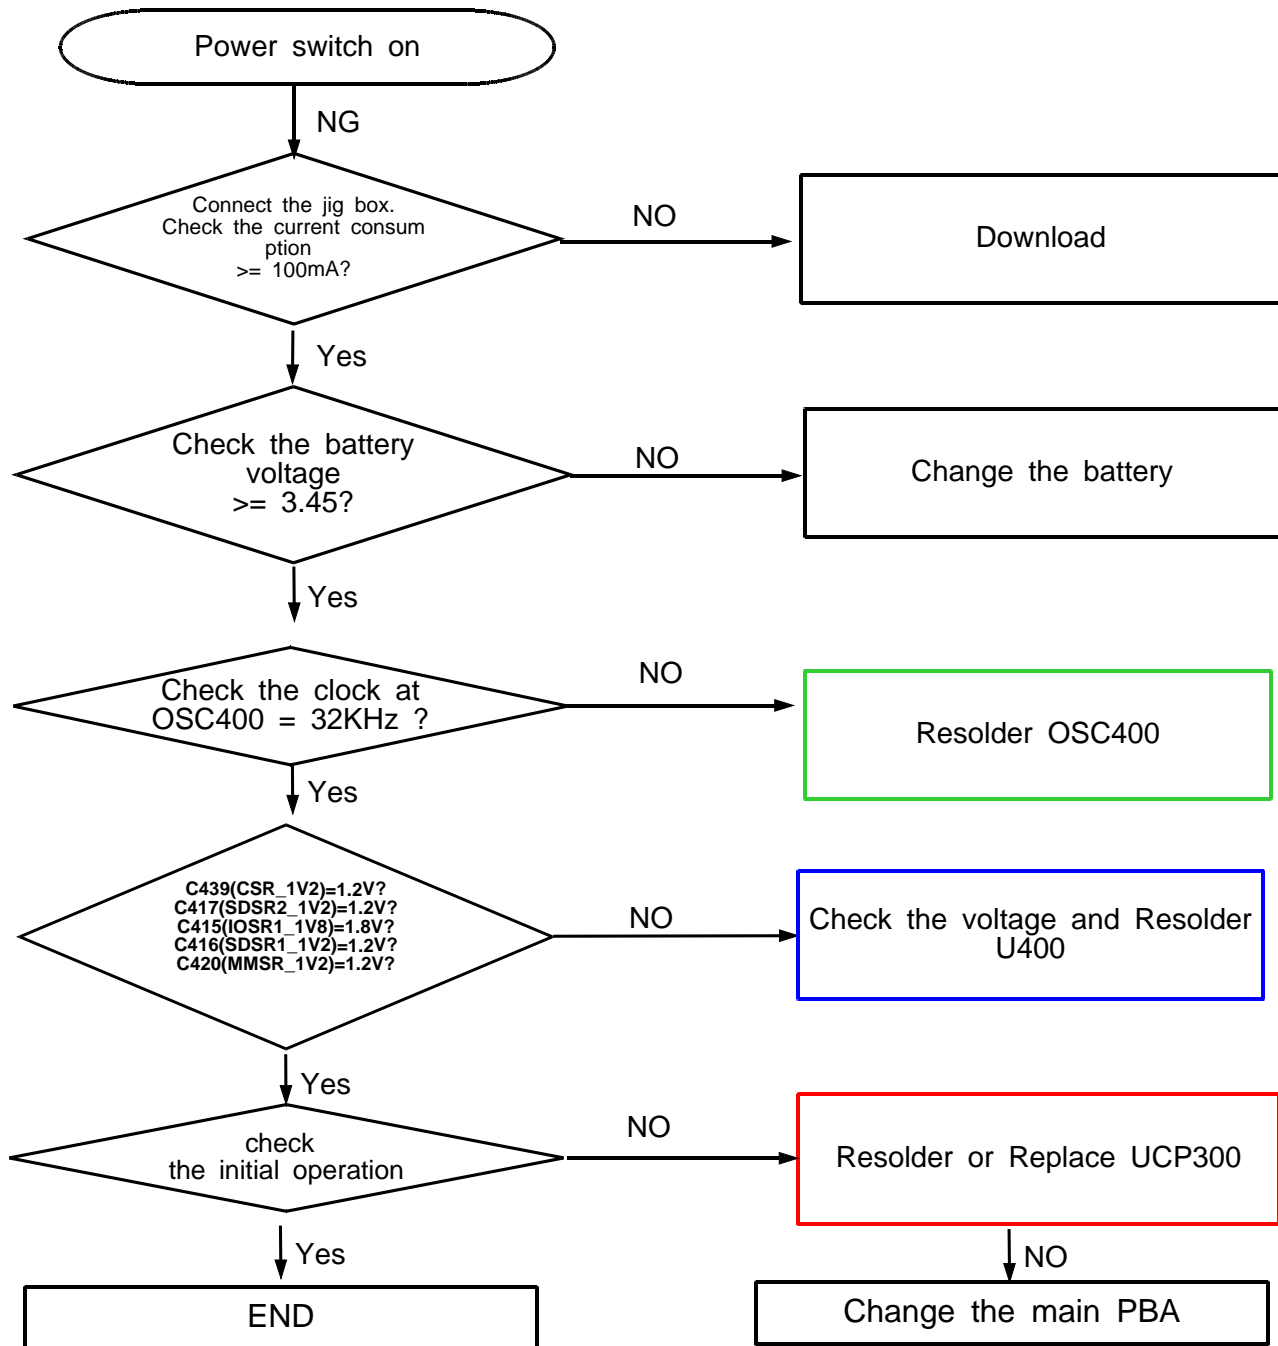 Power switch on
NG
Connect the jig box.
Check the current consum
ption
>= 100mA?
NO
Download
Yes
Check the battery
voltage
>= 3.45?
NO
Change the battery
Yes
Check the clock at
OSC400 = 32KHz ?
NO
Resolder OSC400
Yes
C439(CSR_1V2)=1.2V?
C417(SDSR2_1V2)=1.2V?
C415(IOSR1_1V8)=1.8V?
C416(SDSR1_1V2)=1.2V?
C420(MMSR_1V2)=1.2V?
NO
Check the voltage and Resolder
U400
Yes
check
the initial operation
NO
Resolder or Replace UCP300
Yes
NO
END
Change the main PBA